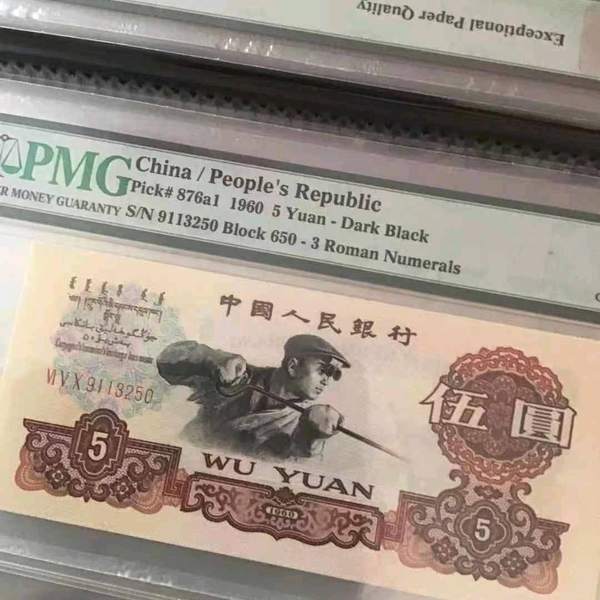 Exceptional Paper Quality
PMG China / People's Republic
Pick# 876a1 1960 5 Yuan - Dark Black
R MONEY GUARANTY S/N 9113250 Block 650 - 3 Roman Numerals
中國人民銀行
VI V X 9113250
伍圓
5
WU YUAN
1960
5